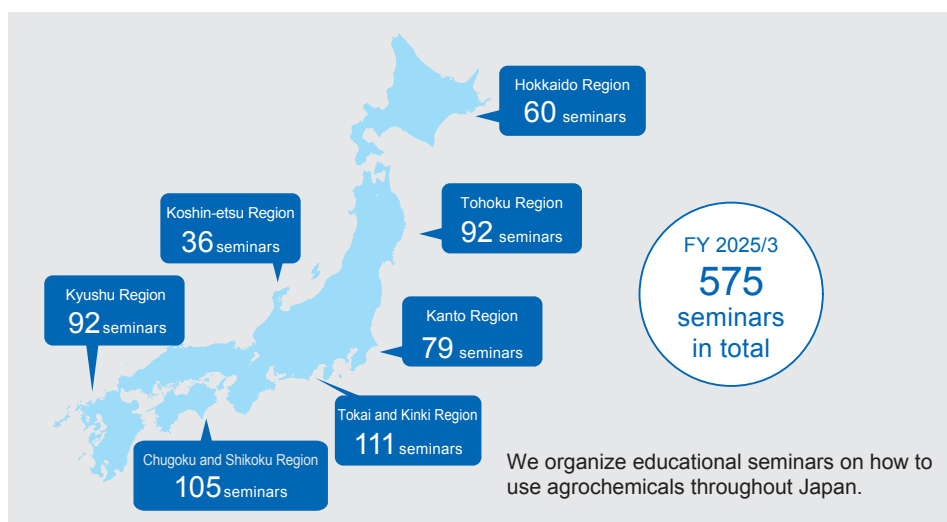 Hokkaido Region
60 seminars
Tohoku Region
92 seminars
Koshin-etsu Region
36 seminars
Kyushu Region
92 seminars
Kanto Region
79 seminars
Tokai and Kinki Region
111 seminars
Chugoku and Shikoku Region
105 seminars
FY 2025/3
575
seminars
in total
We organize educational seminars on how to
use agrochemicals throughout Japan.